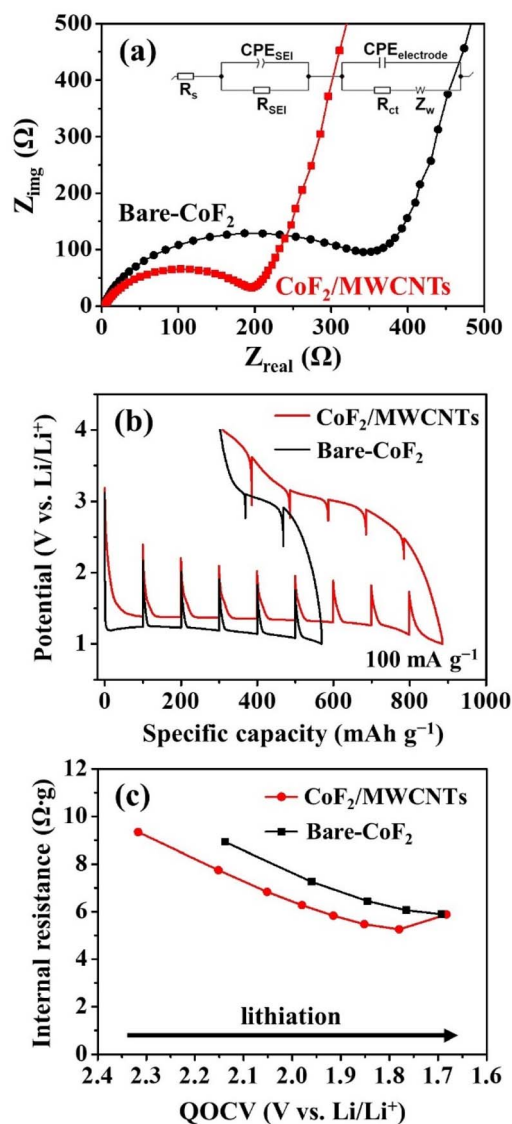 (a)
500
400
300
200
100
0
Z_img (Ω)
CPE_SEI
CPE_electrode
R_s
R_SEI
R_ct
Z_w
Bare-CoF₂
CoF₂/MWCNTs
0 100 200 300 400 500
Z_real (Ω)
(b)
CoF₂/MWCNTs
Bare-CoF₂
4
3
2
1
Potential (V vs. Li/Li⁺)
100 mA g⁻¹
0 200 400 600 800 1000
Specific capacity (mAh g⁻¹)
(c)
CoF₂/MWCNTs
Bare-CoF₂
12
10
8
6
4
2
0
Internal resistance (Ω·g)
lithiation
2.4 2.3 2.2 2.1 2.0 1.9 1.8 1.7 1.6
QOCV (V vs. Li/Li⁺)